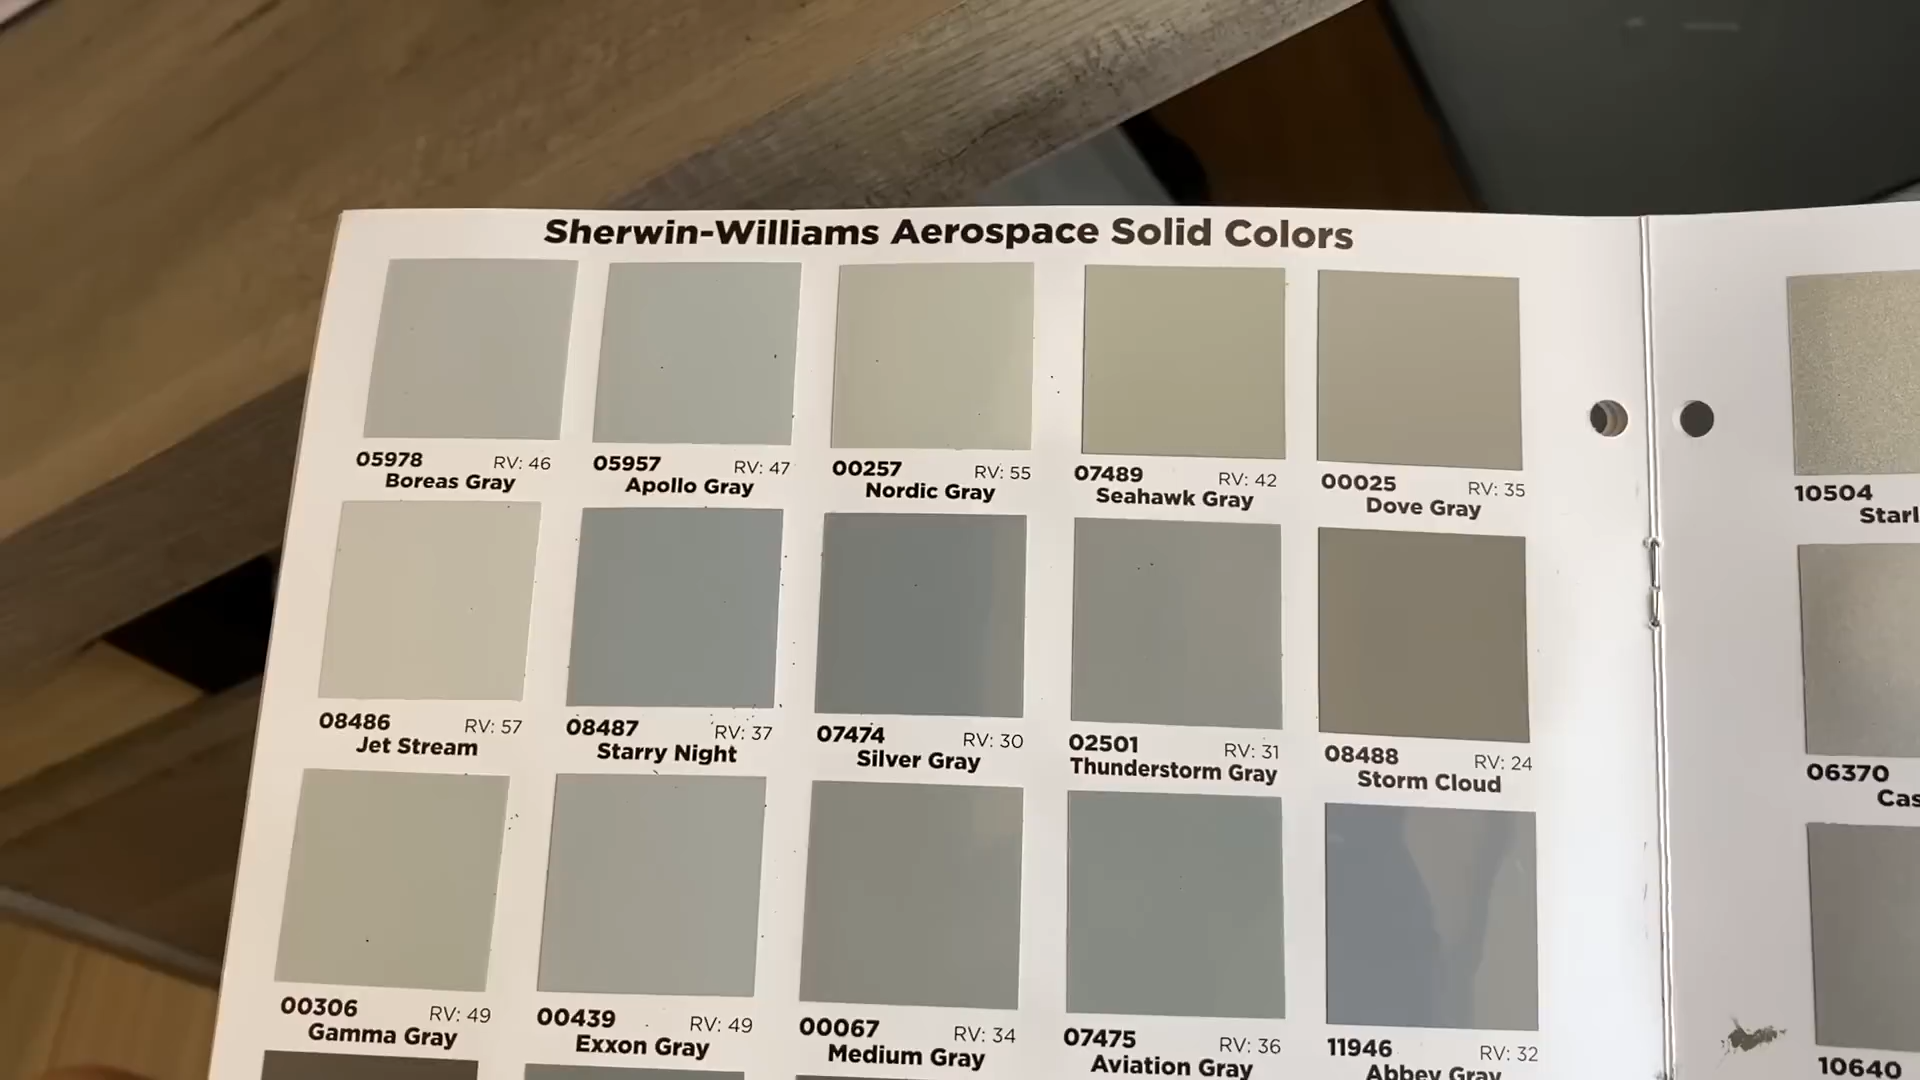 Sherwin-Williams Aerospace Solid Colors
05978 RV: 46
Boreas Gray
05957 RV: 47
Apollo Gray
00257 RV: 55
Nordic Gray
07489 RV: 42
Seahawk Gray
00025 RV: 35
Dove Gray
08486 RV: 57
Jet Stream
08487 RV: 37
Starry Night
07474 RV: 30
Silver Gray
02501 RV: 31
Thunderstorm Gray
08488 RV: 24
Storm Cloud
00306 RV: 49
Gamma Gray
00439 RV: 49
Exxon Gray
00067 RV: 34
Medium Gray
07475 RV: 36
Aviation Gray
11946 RV: 32
Abbey Gray
10504
Starl
06370
Cas
10640